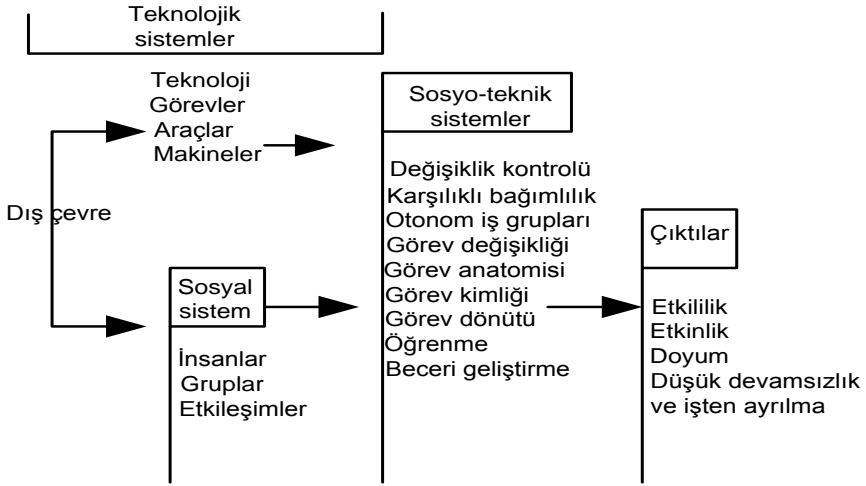 Teknolojik
sistemler
Teknoloji
Görevler
Araçlar
Makineler
Dış çevre
Sosyal
sistem
İnsanlar
Gruplar
Etkileşimler
Sosyo-teknik
sistemler
Değişiklik kontrolü
Karşılıklı bağımlılık
Otonom iş grupları
Görev değişikliği
Görev anatomisi
Görev kimliği
Görev dönütü
Öğrenme
Beceri geliştirme
Çıktılar
Etkililik
Etkinlik
Doyum
Düşük devamsızlık
ve işten ayrılma